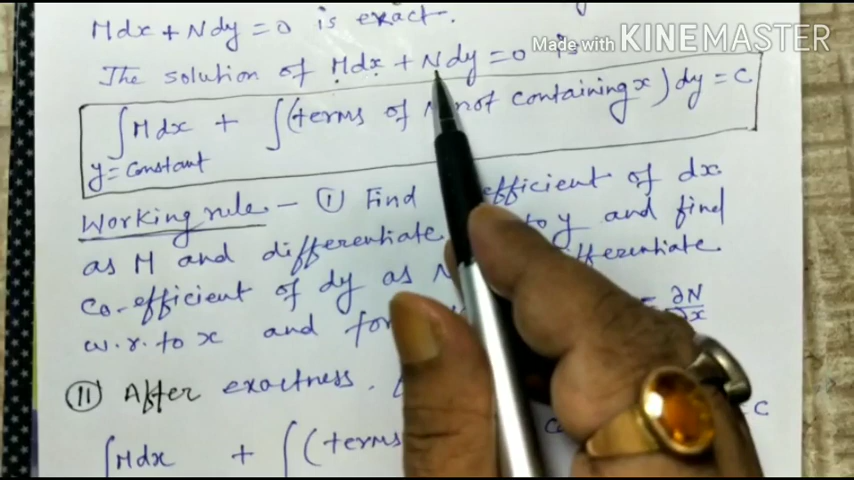 Mdx + Ndy = 0 is exact.
Made with KINEMASTER
The solution of Mdx + Ndy = 0 is
∫Mdx + ∫(terms of N not containing x) dy = C
y = constant
Working rule - (I) Find efficient of dx
as M and differentiate to y and find
Co-efficient of dy as N differentiate
w.r. to x and for = ∂N/∂x
(II) After exactness.
∫Mdx + ∫(terms = C